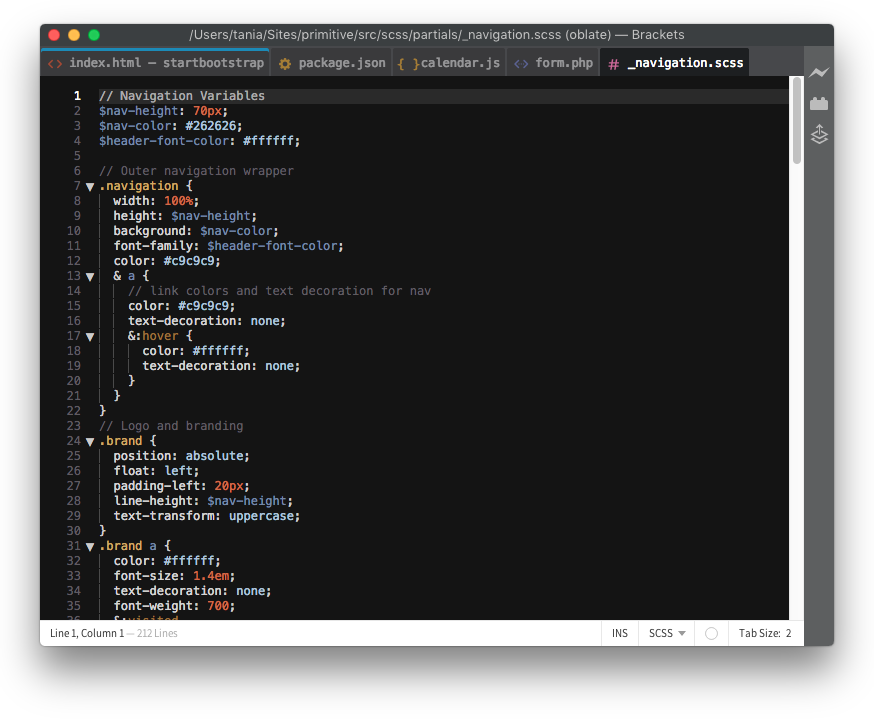 /Users/tania/Sites/primitive/src/scss/partials/_navigation.scss (oblate) — Brackets
<> index.html — startbootstrap package.json { }calendar.js <> form.php # _navigation.scss
1 // Navigation Variables
2 $nav-height: 70px;
3 $nav-color: #262626;
4 $header-font-color: #ffffff;
5
6 // Outer navigation wrapper
7 ▼ .navigation {
8 width: 100%;
9 height: $nav-height;
10 background: $nav-color;
11 font-family: $header-font-color;
12 color: #c9c9c9;
13 ▼ & a {
14 // link colors and text decoration for nav
15 color: #c9c9c9;
16 text-decoration: none;
17 ▼ &:hover {
18 color: #ffffff;
19 text-decoration: none;
20 }
21 }
22 }
23 // Logo and branding
24 ▼ .brand {
25 position: absolute;
26 float: left;
27 padding-left: 20px;
28 line-height: $nav-height;
29 text-transform: uppercase;
30 }
31 ▼ .brand a {
32 color: #ffffff;
33 font-size: 1.4em;
34 text-decoration: none;
35 font-weight: 700;
36 &:visited
Line 1, Column 1 — 212 Lines INS SCSS ▼ Tab Size: 2